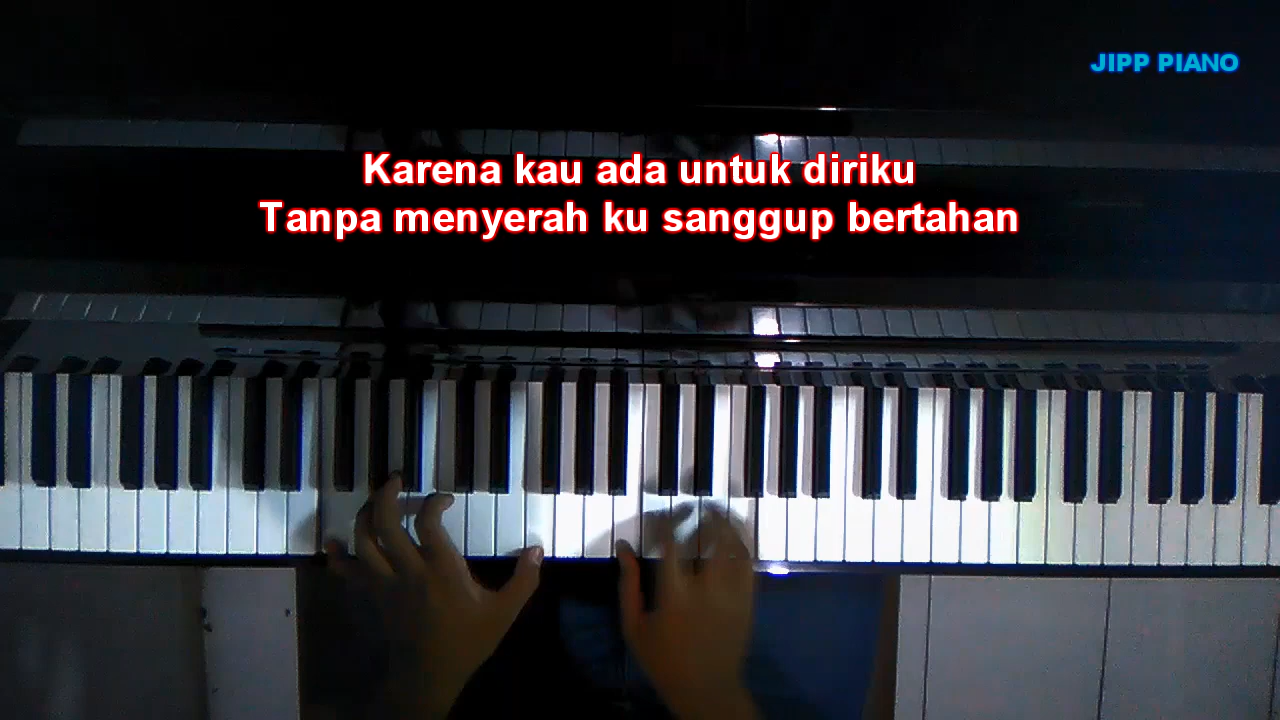 JIPP PIANO
Karena kau ada untuk diriku
Tanpa menyerah ku sanggup bertahan